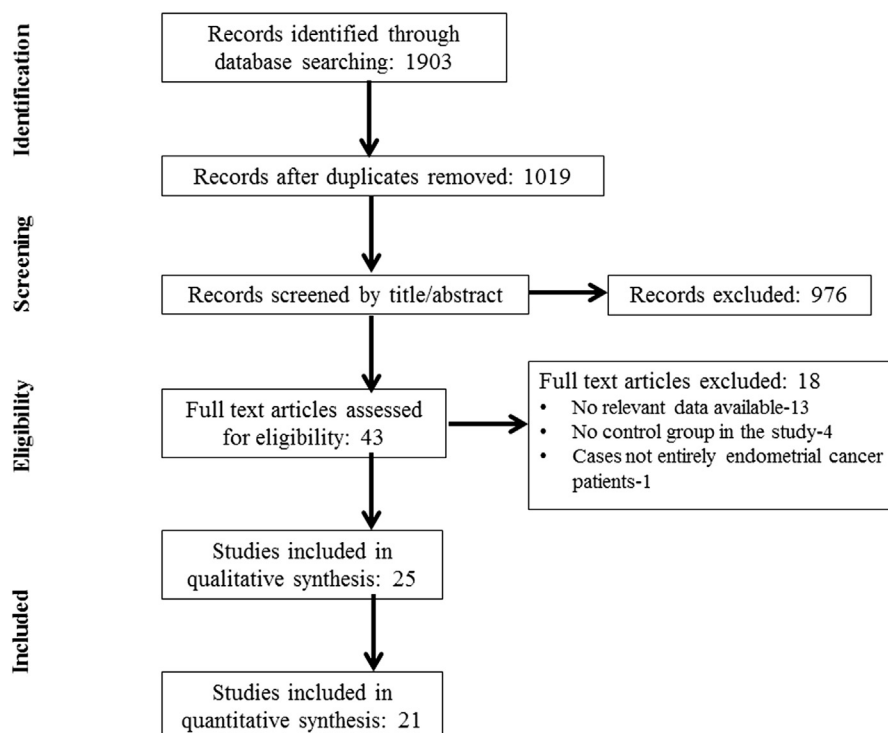 Identification
Records identified through
database searching: 1903
Records after duplicates removed: 1019
Screening
Records screened by title/abstract
Records excluded: 976
Eligibility
Full text articles assessed
for eligibility: 43
Full text articles excluded: 18
• No relevant data available-13
• No control group in the study-4
• Cases not entirely endometrial cancer
patients-1
Included
Studies included in
qualitative synthesis: 25
Studies included in
quantitative synthesis: 21